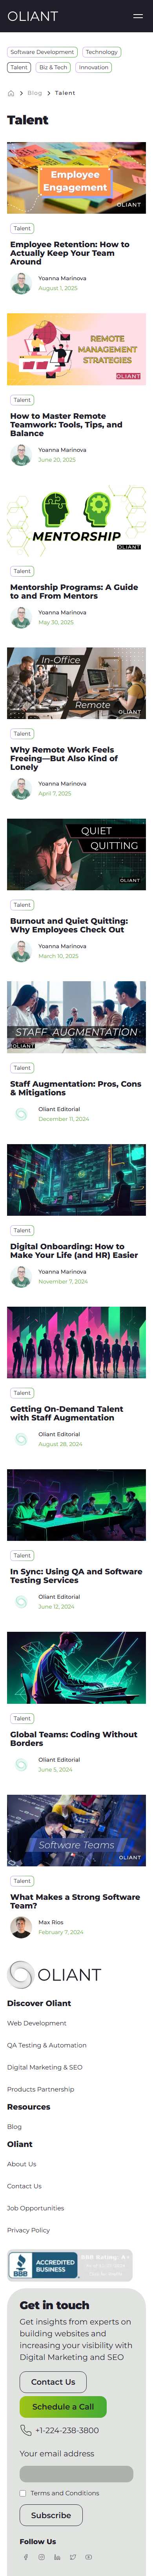 OLIANT
Software Development
Technology
Talent
Biz & Tech
Innovation
Blog
Talent
Talent
Employee
Engagement
OLIANT
Talent
Employee Retention: How to
Actually Keep Your Team
Around
Yoanna Marinova
August 1, 2025
REMOTE
MANAGEMENT
STRATEGIES
OLIANT
Talent
How to Master Remote
Teamwork: Tools, Tips, and
Balance
Yoanna Marinova
June 20, 2025
MENTORSHIP
OLIANT
Talent
Mentorship Programs: A Guide
to and From Mentors
Yoanna Marinova
May 30, 2025
In-Office
Remote
OLIANT
Talent
Why Remote Work Feels
Freeing—But Also Kind of
Lonely
Yoanna Marinova
April 7, 2025
QUIET
QUITTING
OLIANT
Talent
Burnout and Quiet Quitting:
Why Employees Check Out
Yoanna Marinova
March 10, 2025
STAFF AUGMENTATION
OLIANT
Talent
Staff Augmentation: Pros, Cons
& Mitigations
Oliant Editorial
December 11, 2024
Talent
Digital Onboarding: How to
Make Your Life (and HR) Easier
Yoanna Marinova
November 7, 2024
Talent
Getting On-Demand Talent
with Staff Augmentation
Oliant Editorial
August 28, 2024
Talent
In Sync: Using QA and Software
Testing Services
Oliant Editorial
June 12, 2024
Talent
Global Teams: Coding Without
Borders
Oliant Editorial
June 5, 2024
Software Teams
OLIANT
Talent
What Makes a Strong Software
Team?
Max Rios
February 7, 2024
OLIANT
Discover Oliant
Web Development
QA Testing & Automation
Digital Marketing & SEO
Products Partnership
Resources
Blog
Oliant
About Us
Contact Us
Job Opportunities
Privacy Policy
BBB
ACCREDITED
BUSINESS
BBB Rating: A+
Get in touch
Get insights from experts on
building websites and
increasing your visibility with
Digital Marketing and SEO
Contact Us
Schedule a Call
+1-224-238-3800
Your email address
Terms and Conditions
Subscribe
Follow Us